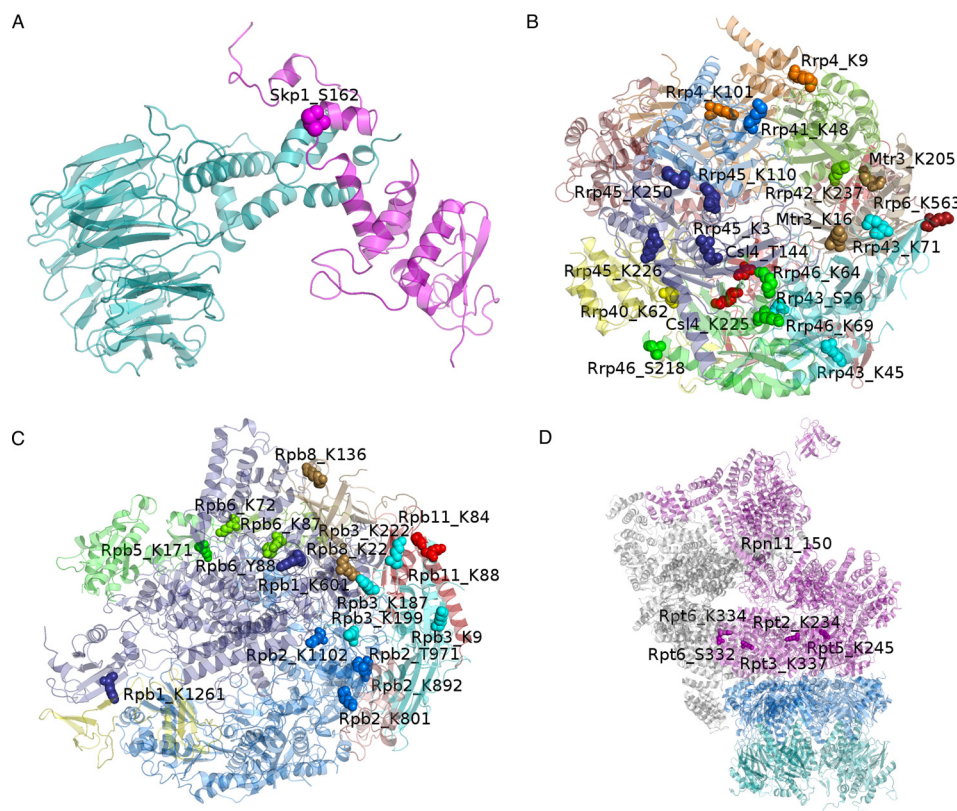 A
Skp1_S162
B
Rrp4_K9
Rrp4_K101
Rrp41_K48
Mtr3_K205
Rrp45_K110
Rrp45_K250
Rrp42_K237
Rrp6_K563
Mtr3_K16
Rrp45_K3
Rrp43_K71
Csl4_T144
Rrp45_K226
Rrp46_K64
Rrp43_S26
Rrp40_K62
Csl4_K225
Rrp46_K69
Rrp46_S218
Rrp43_K45
C
Rpb8_K136
Rpb6_K72
Rpb6_K87
Rpb3_K222
Rpb11_K84
Rpb5_K171
Rpb8_K22
Rpb6_Y88
Rpb11_K88
Rpb1_K601
Rpb3_K187
Rpb3_K199
Rpb3_K9
Rpb2_K1102
Rpb2_T971
Rpb2_K892
Rpb1_K1261
Rpb2_K801
D
Rpn11_150
Rpt6_K334
Rpt2_K234
Rpt6_S332
Rpt5_K245
Rpt3_K337